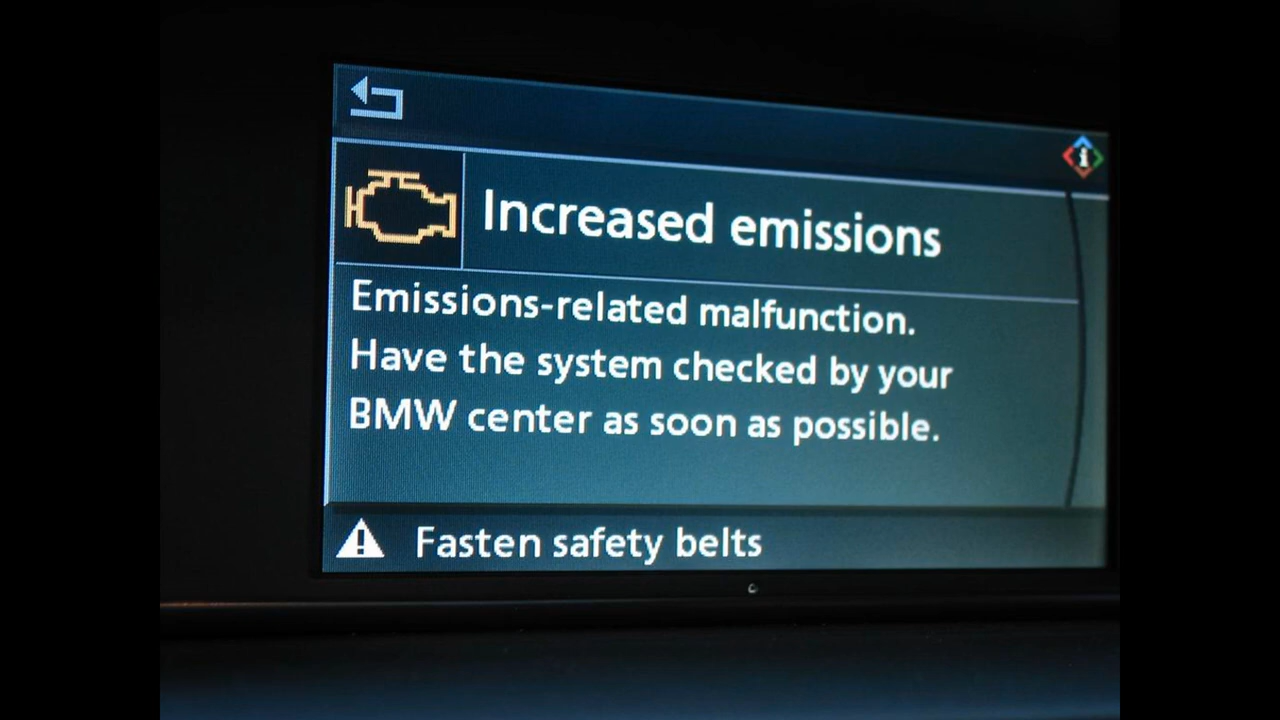 Increased emissions
Emissions-related malfunction.
Have the system checked by your
BMW center as soon as possible.
Fasten safety belts